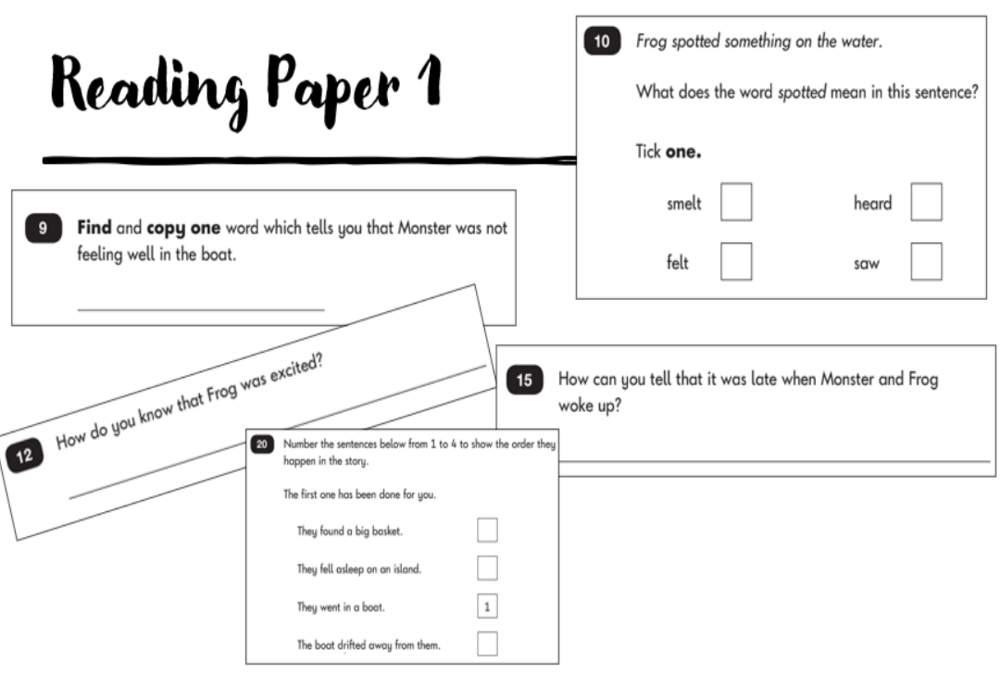 Reading Paper 1
10 Frog spotted something on the water.
What does the word spotted mean in this sentence?
Tick one.
smelt heard
felt saw
9 Find and copy one word which tells you that Monster was not
feeling well in the boat.
12 How do you know that Frog was excited?
15 How can you tell that it was late when Monster and Frog
woke up?
20 Number the sentences below from 1 to 4 to show the order they
happen in the story.
The first one has been done for you.
They found a big basket.
They fell asleep on an island.
They went in a boat. 1
The boat drifted away from them.